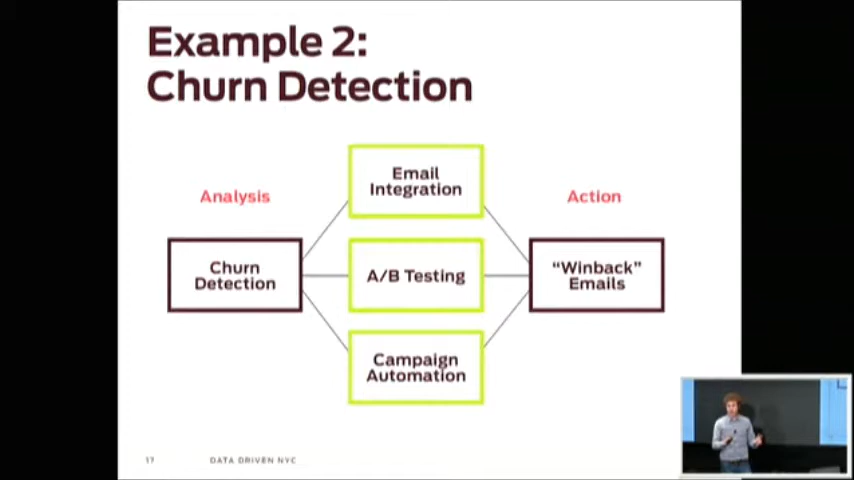 Example 2:
Churn Detection
Analysis
Email
Integration
Action
Churn
Detection
A/B Testing
“Winback”
Emails
Campaign
Automation
17
DATA DRIVEN NYC